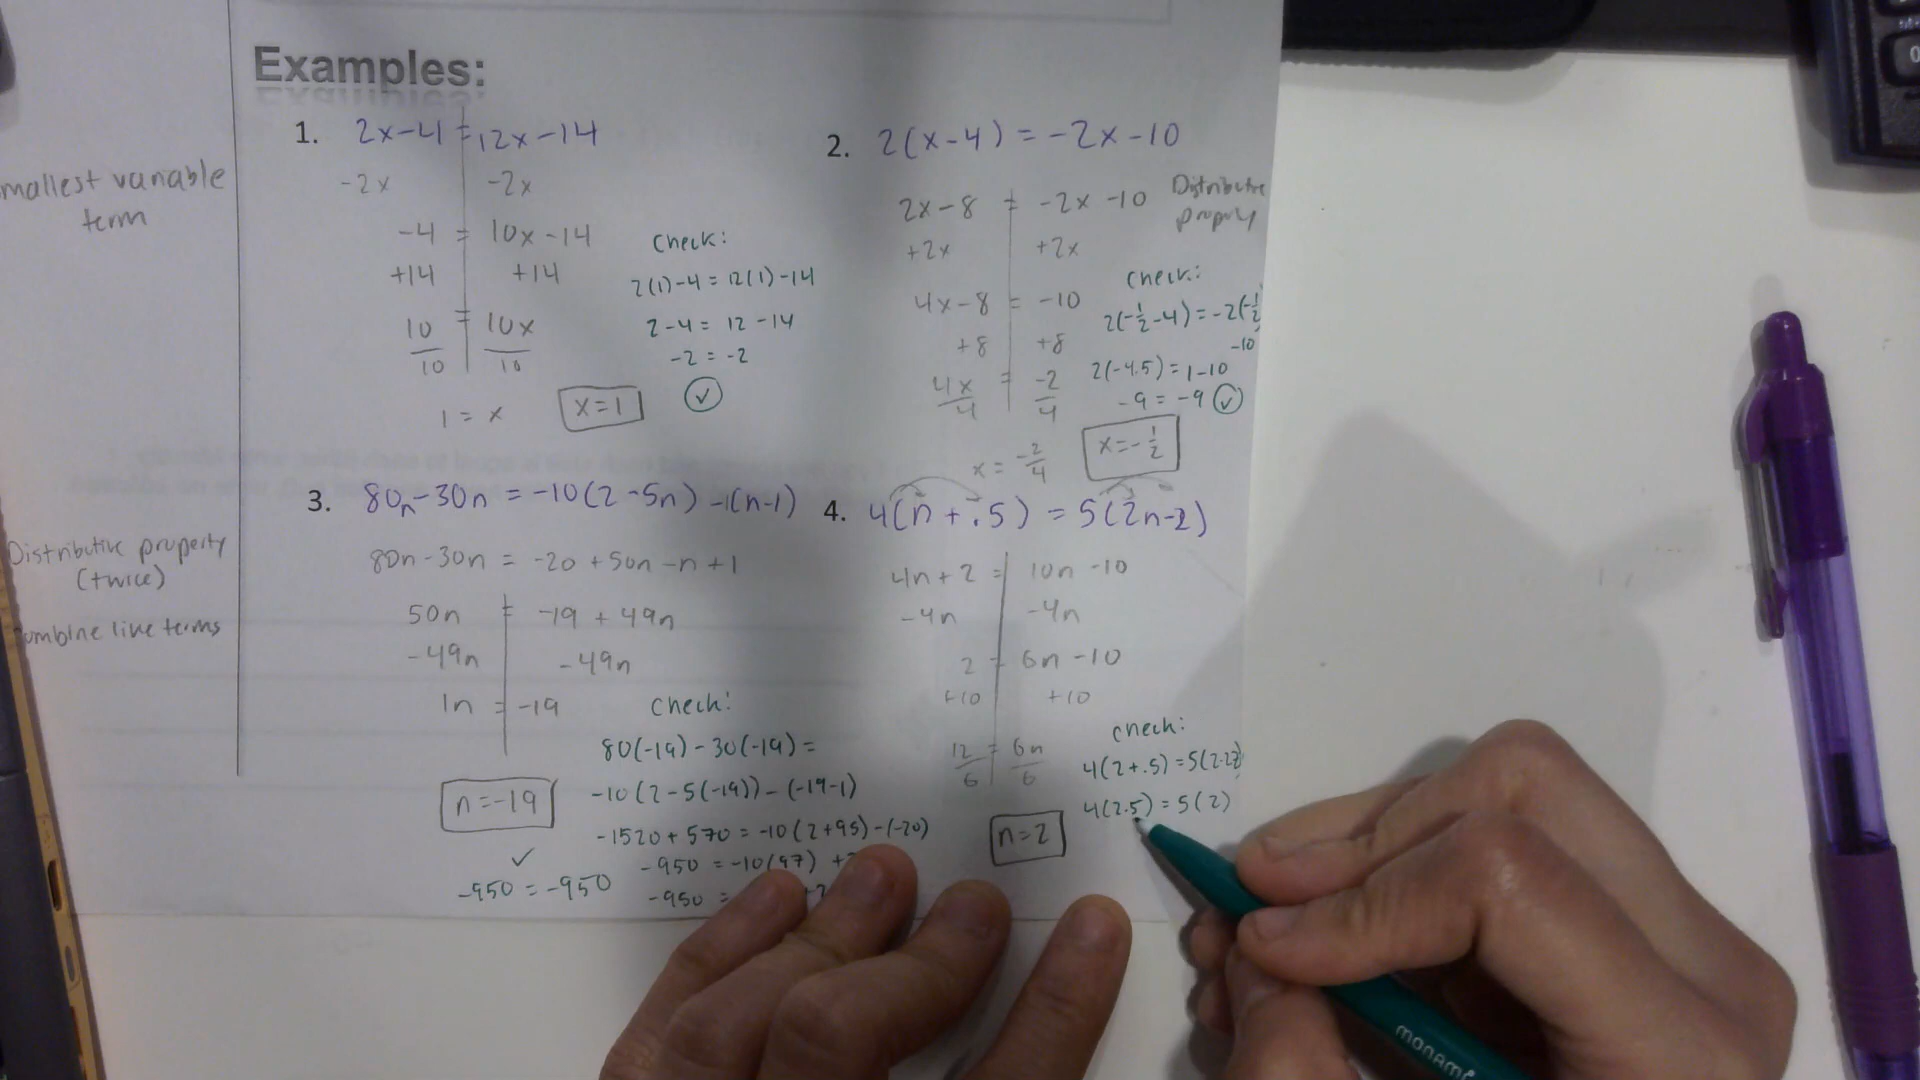 Examples:
1. 2x-4 = 12x-14
-2x -2x
-4 = 10x-14
+14 +14
10 = 10x
10 10
1 = x
x=1
check:
2(1)-4 = 12(1)-14
2-4 = 12-14
-2 = -2
✓
2. 2(x-4) = -2x-10
2x-8 = -2x-10
Distributive
property
+2x +2x
4x-8 = -10
+8 +8
4x = -2
4 4
x = -2/4
x=-1/2
check:
2(-1/2-4) = -2(-1/2)
-10
2(-4.5) = 1-10
-9 = -9 ✓
mallest variable
term
3. 80n-30n = -10(2-5n)-1(n-1)
80n-30n = -20+50n-n+1
50n = -19+49n
-49n -49n
1n = -19
n=-19
✓
-950 = -950
check:
80(-19)-30(-19) =
-10(2-5(-19))-(-19-1)
-1520+570 = -10(2+95)-(-20)
-950 = -10(97) +
-950 =
Distributive property
(twice)
ombine like terms
4. 4(n+.5) = 5(2n-2)
4n+2 = 10n-10
-4n -4n
2 = 6n-10
+10 +10
12 = 6n
6 6
n=2
check:
4(2+.5) = 5(2·2
4(2.5) = 5(2)
monami